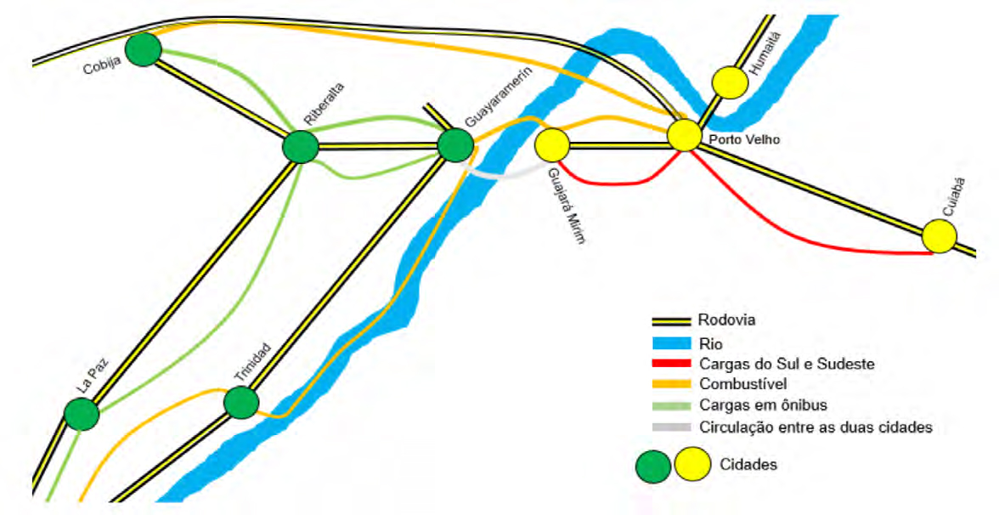 Cobija
Riberalta
Guayaramerín
Humaitá
Porto Velho
Guajará Mirim
Cuiabá
La Paz
Trinidad
Rodovia
Rio
Cargas do Sul e Sudeste
Combustível
Cargas em ônibus
Circulação entre as duas cidades
Cidades